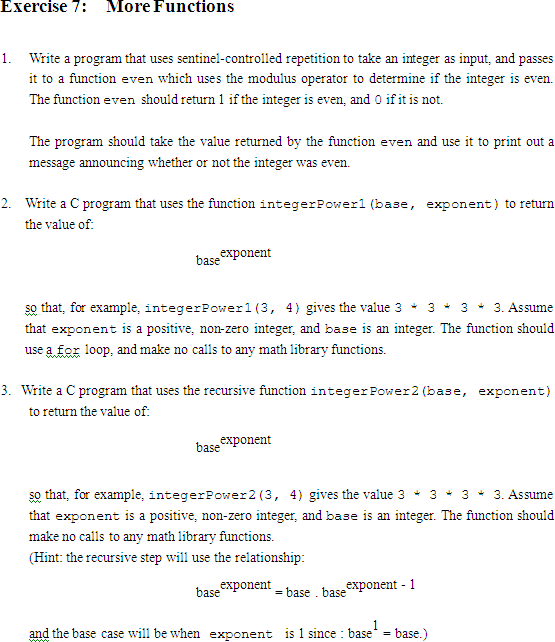 Exercise 7: More Functions
1. Write a program that uses sentinel-controlled repetition to take an integer as input, and passes
it to a function even which uses the modulus operator to determine if the integer is even.
The function even should return 1 if the integer is even, and 0 if it is not.
The program should take the value returned by the function even and use it to print out a
message announcing whether or not the integer was even.
2. Write a C program that uses the function integerPower1(base, exponent) to return
the value of:
base^exponent
so that, for example, integerPower1(3, 4) gives the value 3 * 3 * 3 * 3. Assume
that exponent is a positive, non-zero integer, and base is an integer. The function should
use a for loop, and make no calls to any math library functions.
3. Write a C program that uses the recursive function integerPower2(base, exponent)
to return the value of:
base^exponent
so that, for example, integerPower2(3, 4) gives the value 3 * 3 * 3 * 3. Assume
that exponent is a positive, non-zero integer, and base is an integer. The function should
make no calls to any math library functions.
(Hint: the recursive step will use the relationship:
base^exponent = base . base^exponent - 1
and the base case will be when exponent is 1 since : base^1 = base.)